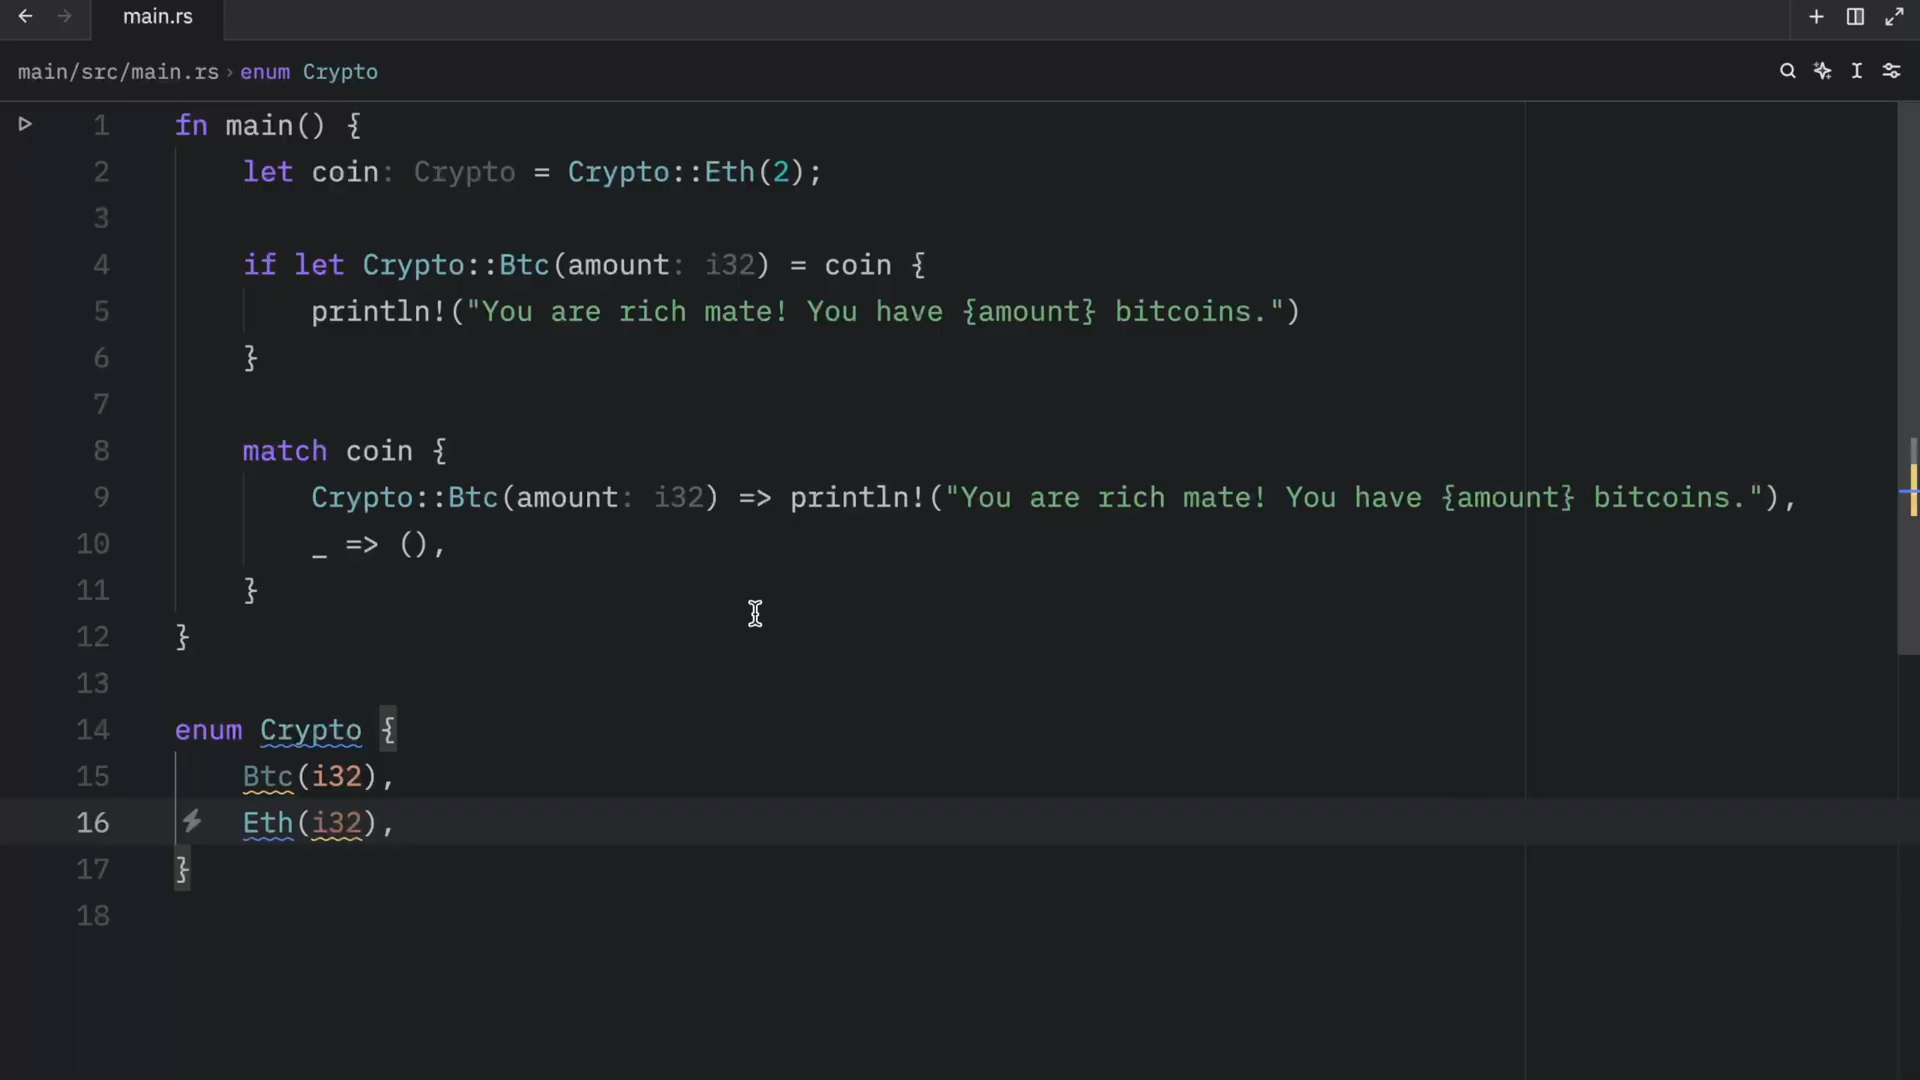 main.rs
main/src/main.rs › enum Crypto
1 fn main() {
2 let coin: Crypto = Crypto::Eth(2);
3
4 if let Crypto::Btc(amount: i32) = coin {
5 println!("You are rich mate! You have {amount} bitcoins.")
6 }
7
8 match coin {
9 Crypto::Btc(amount: i32) => println!("You are rich mate! You have {amount} bitcoins."),
10 _ => (),
11 }
12 }
13
14 enum Crypto {
15 Btc(i32),
16 Eth(i32),
17 }
18